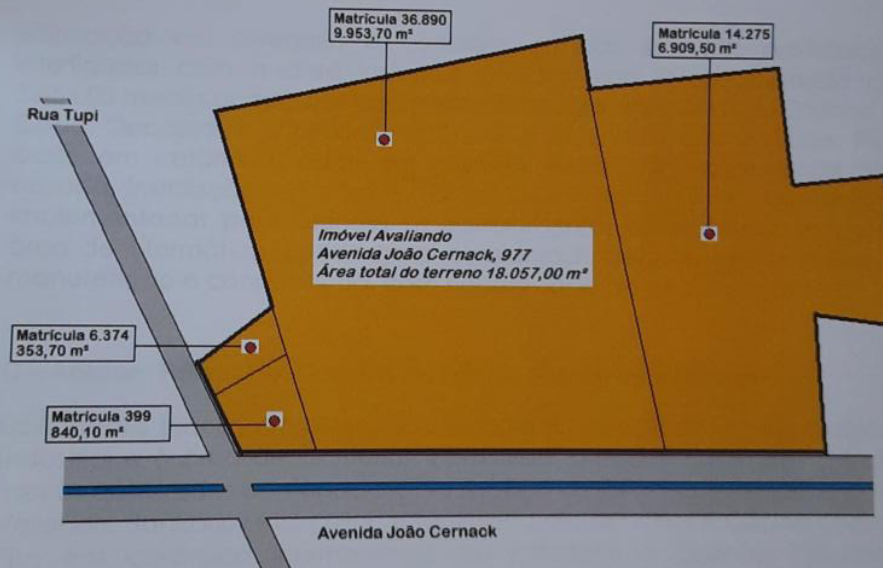 Matrícula 36.890
9.953,70 m²
Matrícula 14.275
6.909,50 m²
Rua Tupi
Imóvel Avaliando
Avenida João Cernack, 977
Área total do terreno 18.057,00 m²
Matrícula 6.374
353,70 m²
Matrícula 399
840,10 m²
Avenida João Cernack